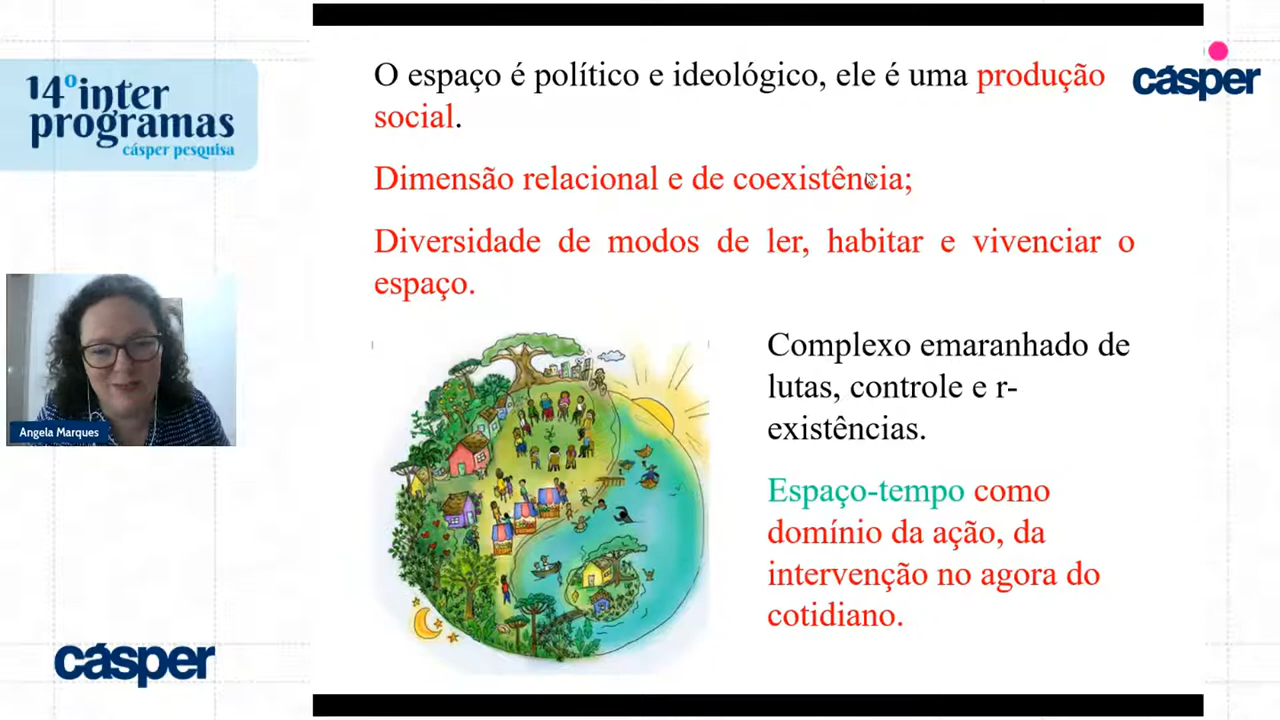 14º inter
programas
cásper pesquisa
cásper
O espaço é político e ideológico, ele é uma produção
social.
Dimensão relacional e de coexistência;
Diversidade de modos de ler, habitar e vivenciar o
espaço.
Complexo emaranhado de
lutas, controle e r-
existências.
Espaço-tempo como
domínio da ação, da
intervenção no agora do
cotidiano.
Angela Marques
cásper